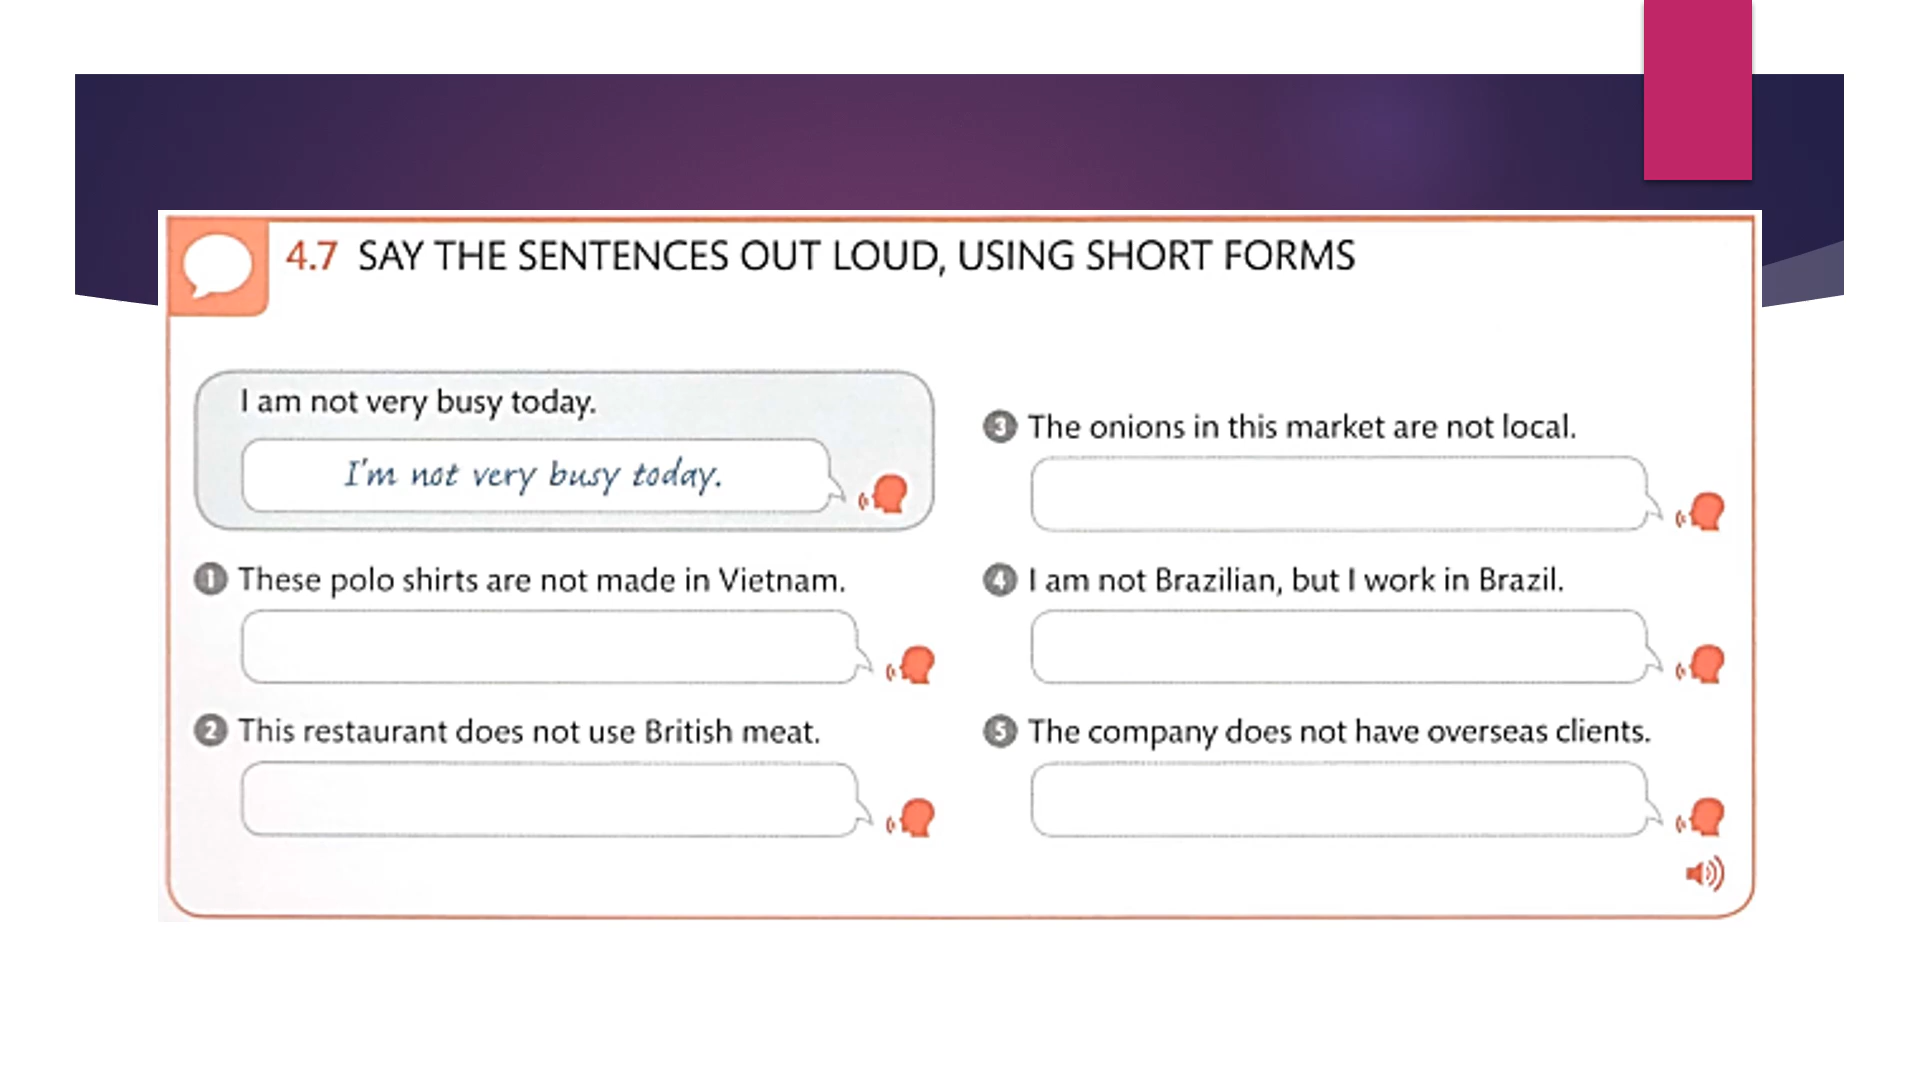 4.7 SAY THE SENTENCES OUT LOUD, USING SHORT FORMS
I am not very busy today.
I'm not very busy today.
1 These polo shirts are not made in Vietnam.
2 This restaurant does not use British meat.
3 The onions in this market are not local.
4 I am not Brazilian, but I work in Brazil.
5 The company does not have overseas clients.